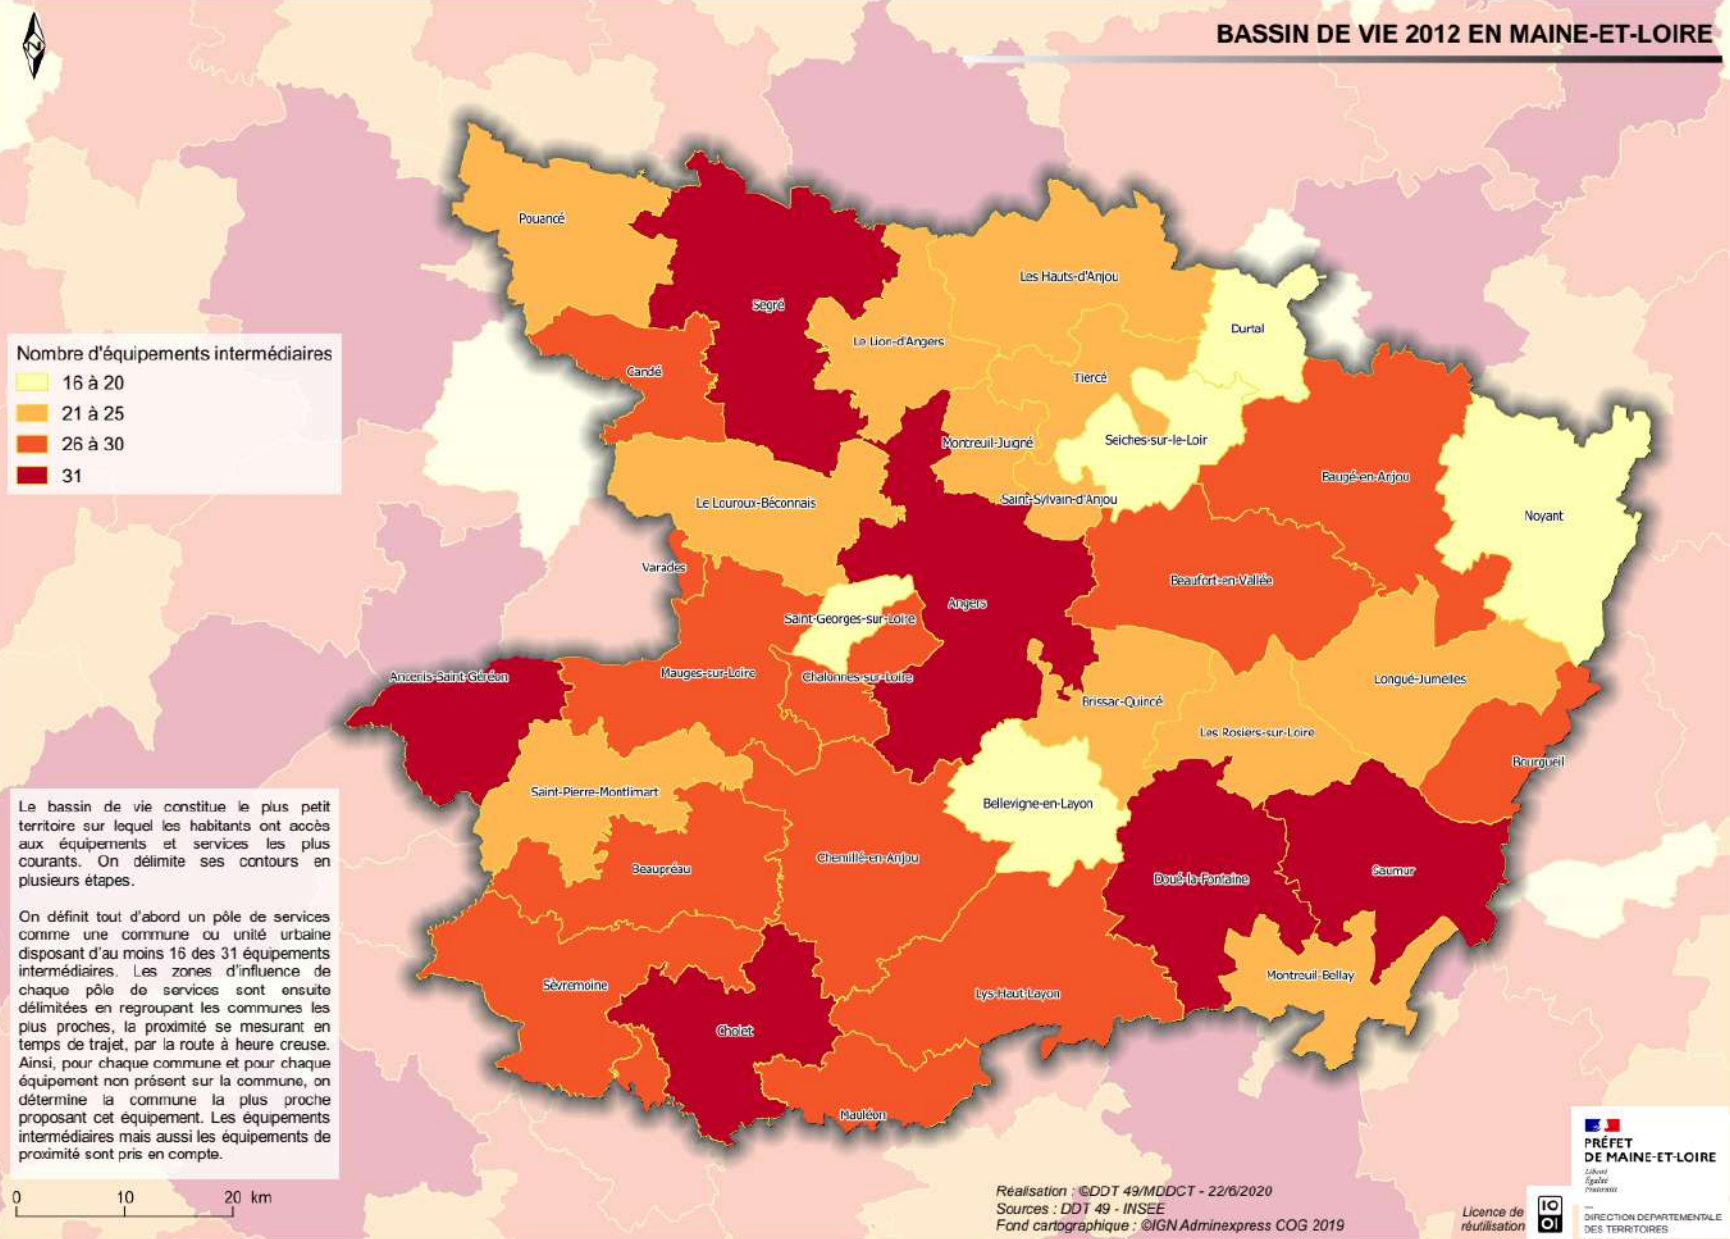 BASSIN DE VIE 2012 EN MAINE-ET-LOIRE
N
Pouancé
Segré
Les Hauts-d'Anjou
Durtal
Le Lion-d'Angers
Candé
Tiercé
Montreuil-Juigné
Seiches-sur-le-Loir
Baugé-en-Anjou
Saint-Sylvain-d'Anjou
Le Louroux-Béconnais
Noyant
Varades
Beaufort-en-Vallée
Angers
Saint-Georges-sur-Loire
Ancenis-Saint-Géréon
Mauges-sur-Loire
Chalonnes-sur-Loire
Longué-Jumelles
Brissac-Quincé
Les Rosiers-sur-Loire
Bourgueil
Saint-Pierre-Montlimart
Bellevigne-en-Layon
Chemillé-en-Anjou
Beaupréau
Doué-la-Fontaine
Saumur
Montreuil-Bellay
Sèvremoine
Lys-Haut-Layon
Cholet
Mauléon
Nombre d'équipements intermédiaires
16 à 20
21 à 25
26 à 30
31
Le bassin de vie constitue le plus petit
territoire sur lequel les habitants ont accès
aux équipements et services les plus
courants. On délimite ses contours en
plusieurs étapes.
On définit tout d'abord un pôle de services
comme une commune ou unité urbaine
disposant d'au moins 16 des 31 équipements
intermédiaires. Les zones d'influence de
chaque pôle de services sont ensuite
délimitées en regroupant les communes les
plus proches, la proximité se mesurant en
temps de trajet, par la route à heure creuse.
Ainsi, pour chaque commune et pour chaque
équipement non présent sur la commune, on
détermine la commune la plus proche
proposant cet équipement. Les équipements
intermédiaires mais aussi les équipements de
proximité sont pris en compte.
0 10 20 km
Réalisation : ©DDT 49/MDDCT - 22/6/2020
Sources : DDT 49 - INSEE
Fond cartographique : ©IGN Adminexpress COG 2019
Licence de
réutilisation
PRÉFET
DE MAINE-ET-LOIRE
Liberté
Égalité
Fraternité
DIRECTION DEPARTEMENTALE
DES TERRITOIRES